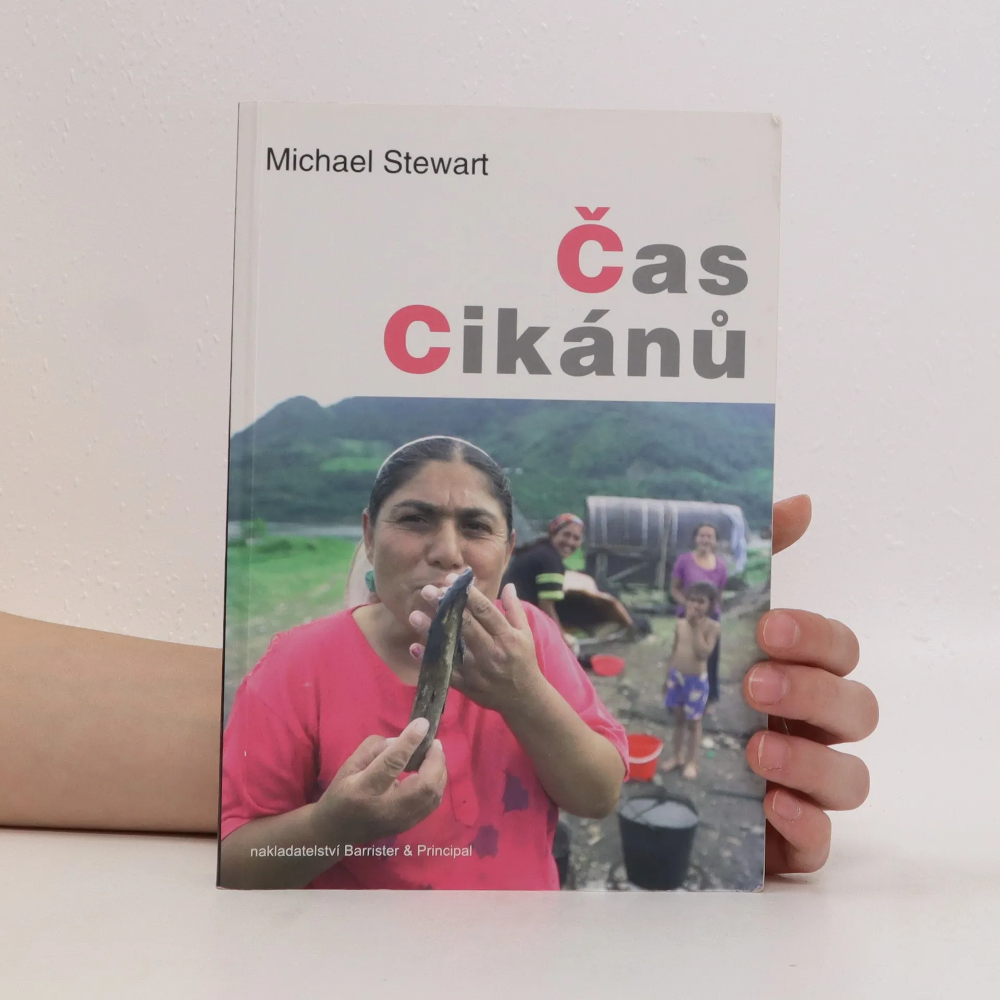 Michael Stewart
Čas
Cikánů
nakladatelství Barrister & Principal